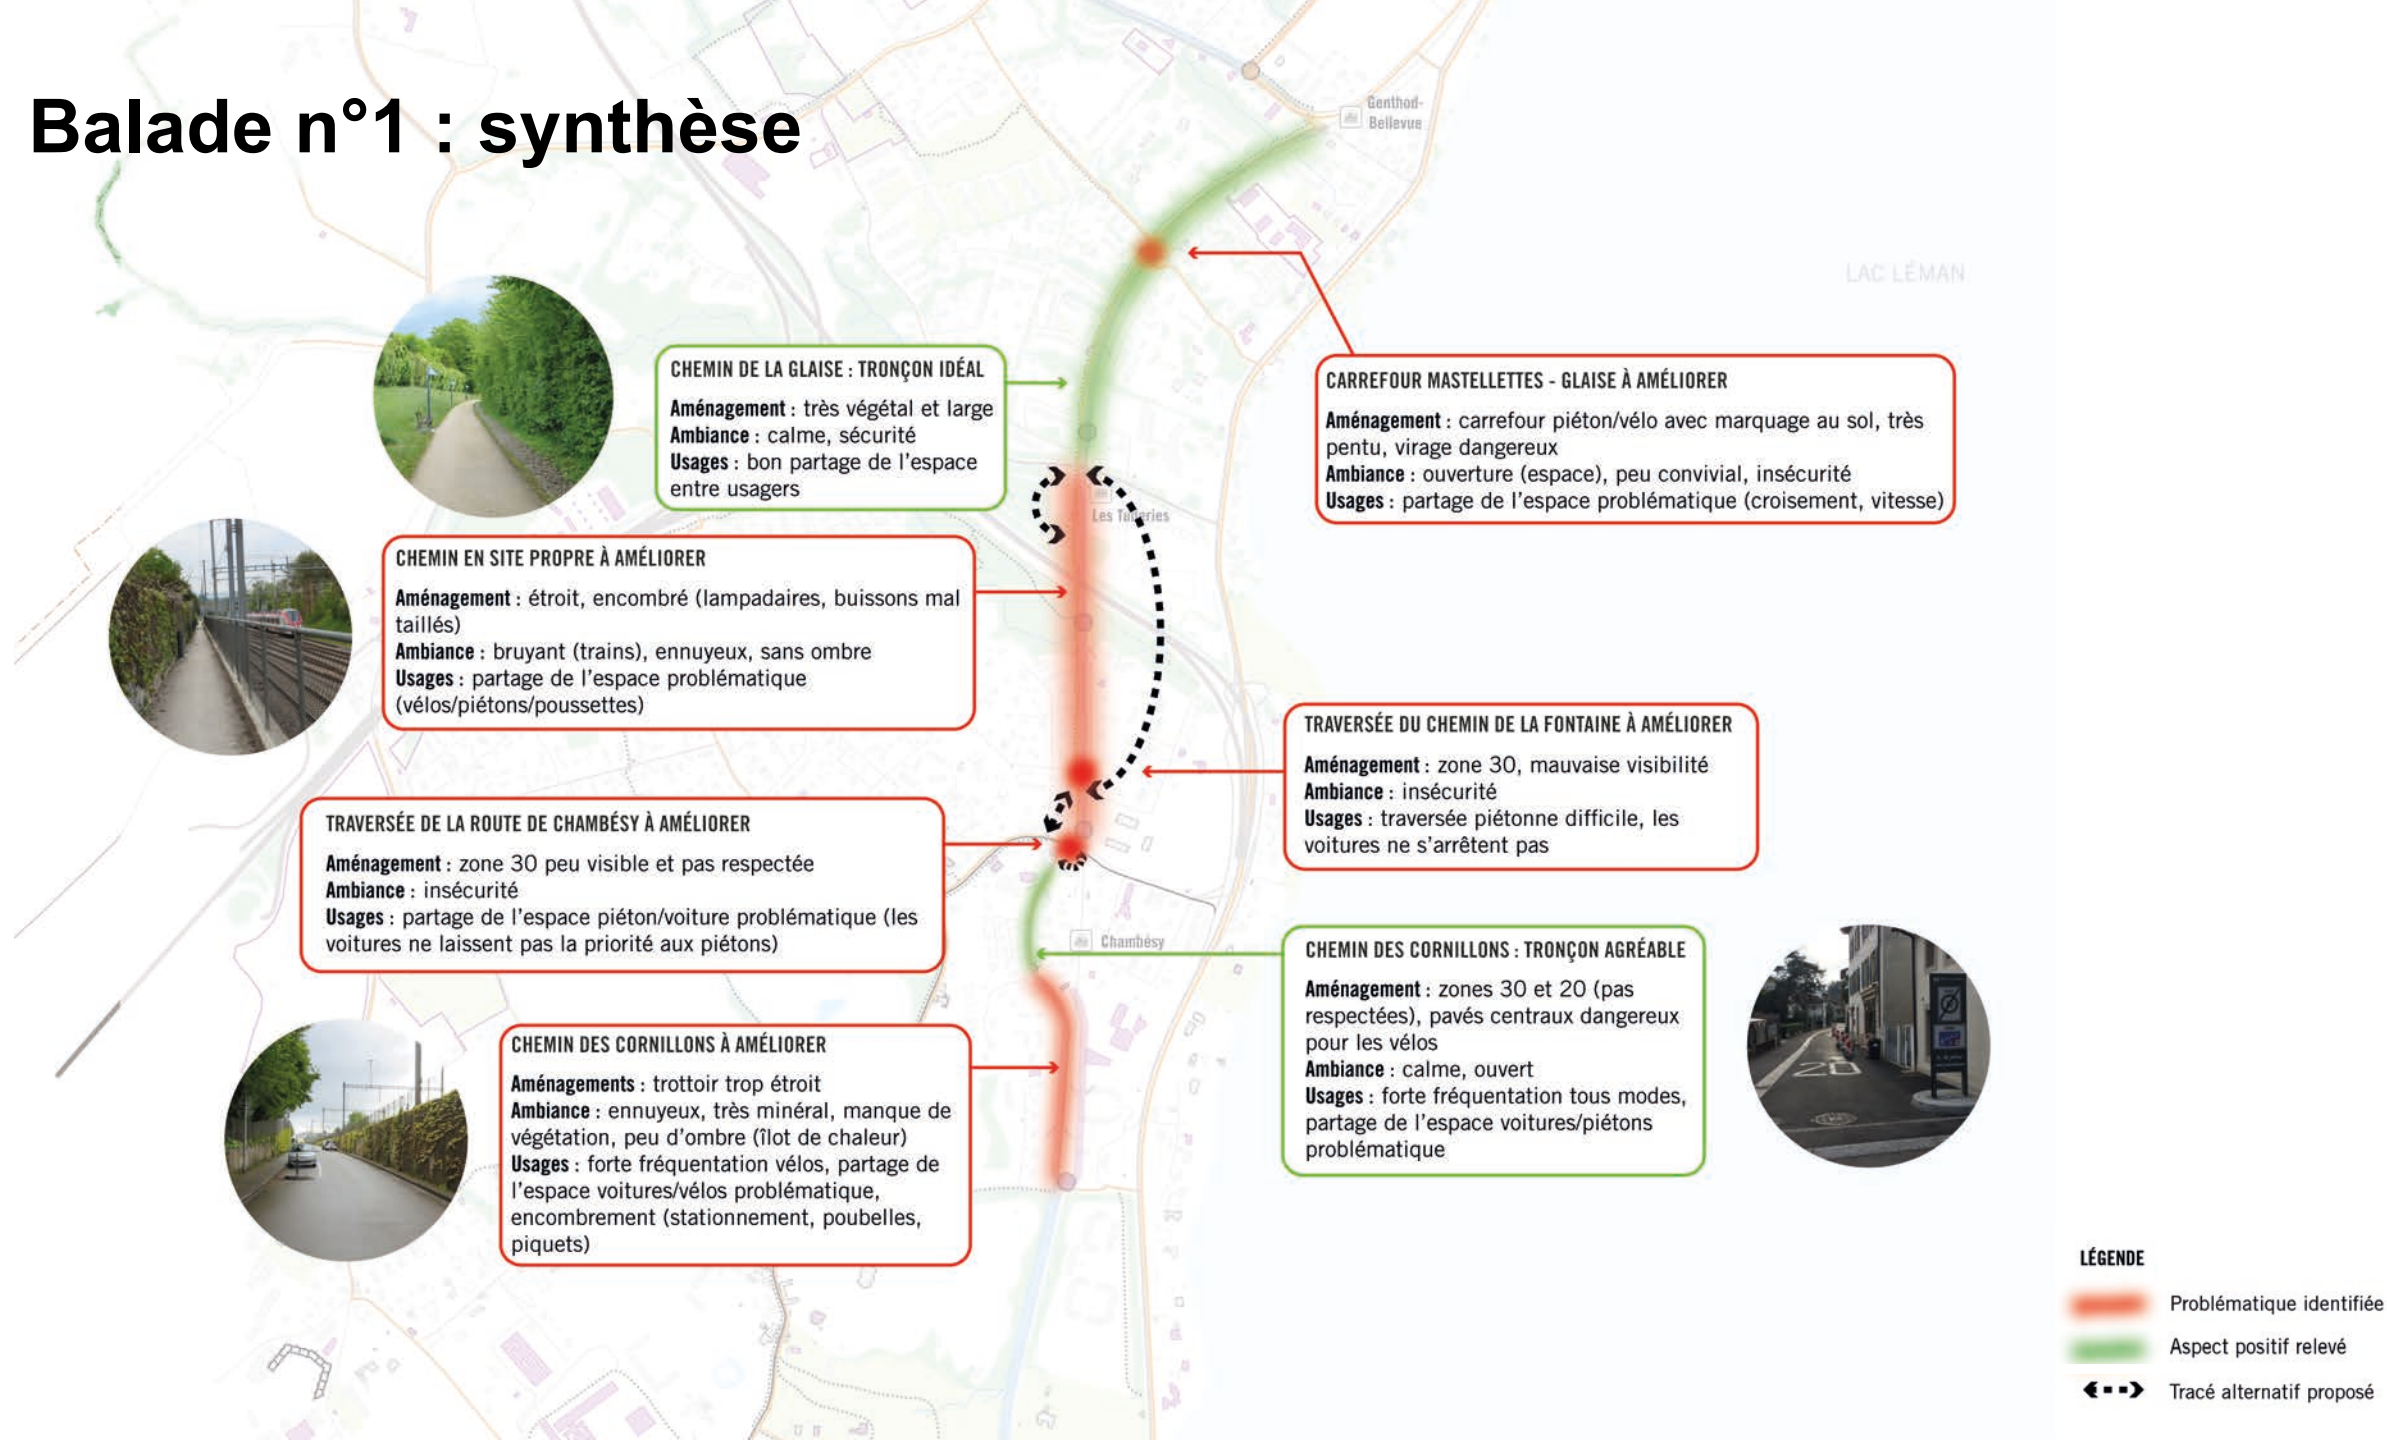 Balade n°1 : synthèse
Genthod-
Bellevue
LAC LÉMAN
CHEMIN DE LA GLAISE : TRONÇON IDÉAL
Aménagement : très végétal et large
Ambiance : calme, sécurité
Usages : bon partage de l'espace
entre usagers
CARREFOUR MASTELLETTES - GLAISE À AMÉLIORER
Aménagement : carrefour piéton/vélo avec marquage au sol, très
pentu, virage dangereux
Ambiance : ouverture (espace), peu convivial, insécurité
Usages : partage de l'espace problématique (croisement, vitesse)
Les Tuileries
CHEMIN EN SITE PROPRE À AMÉLIORER
Aménagement : étroit, encombré (lampadaires, buissons mal
taillés)
Ambiance : bruyant (trains), ennuyeux, sans ombre
Usages : partage de l'espace problématique
(vélos/piétons/poussettes)
TRAVERSÉE DU CHEMIN DE LA FONTAINE À AMÉLIORER
Aménagement : zone 30, mauvaise visibilité
Ambiance : insécurité
Usages : traversée piétonne difficile, les
voitures ne s'arrêtent pas
TRAVERSÉE DE LA ROUTE DE CHAMBÉSY À AMÉLIORER
Aménagement : zone 30 peu visible et pas respectée
Ambiance : insécurité
Usages : partage de l'espace piéton/voiture problématique (les
voitures ne laissent pas la priorité aux piétons)
Chambésy
CHEMIN DES CORNILLONS : TRONÇON AGRÉABLE
Aménagement : zones 30 et 20 (pas
respectées), pavés centraux dangereux
pour les vélos
Ambiance : calme, ouvert
Usages : forte fréquentation tous modes,
partage de l'espace voitures/piétons
problématique
20
CHEMIN DES CORNILLONS À AMÉLIORER
Aménagements : trottoir trop étroit
Ambiance : ennuyeux, très minéral, manque de
végétation, peu d'ombre (îlot de chaleur)
Usages : forte fréquentation vélos, partage de
l'espace voitures/vélos problématique,
encombrement (stationnement, poubelles,
piquets)
LÉGENDE
Problématique identifiée
Aspect positif relevé
Tracé alternatif proposé